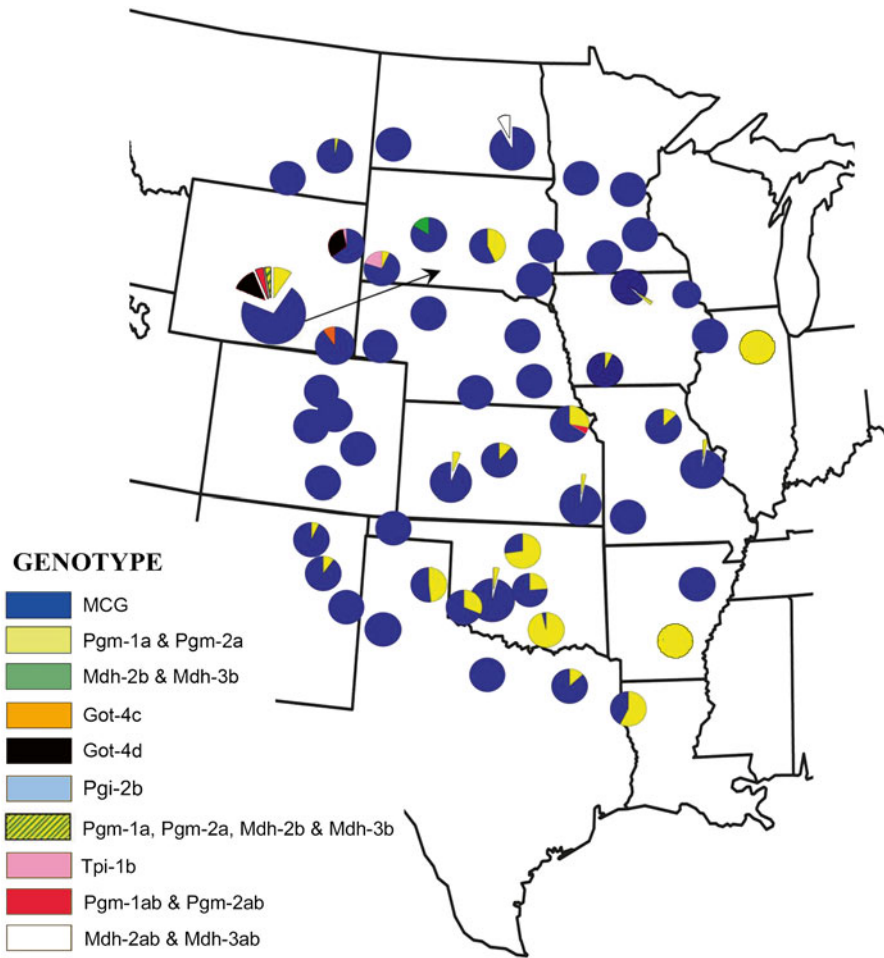 GENOTYPE
MCG
Pgm-1a & Pgm-2a
Mdh-2b & Mdh-3b
Got-4c
Got-4d
Pgi-2b
Pgm-1a, Pgm-2a, Mdh-2b & Mdh-3b
Tpi-1b
Pgm-1ab & Pgm-2ab
Mdh-2ab & Mdh-3ab